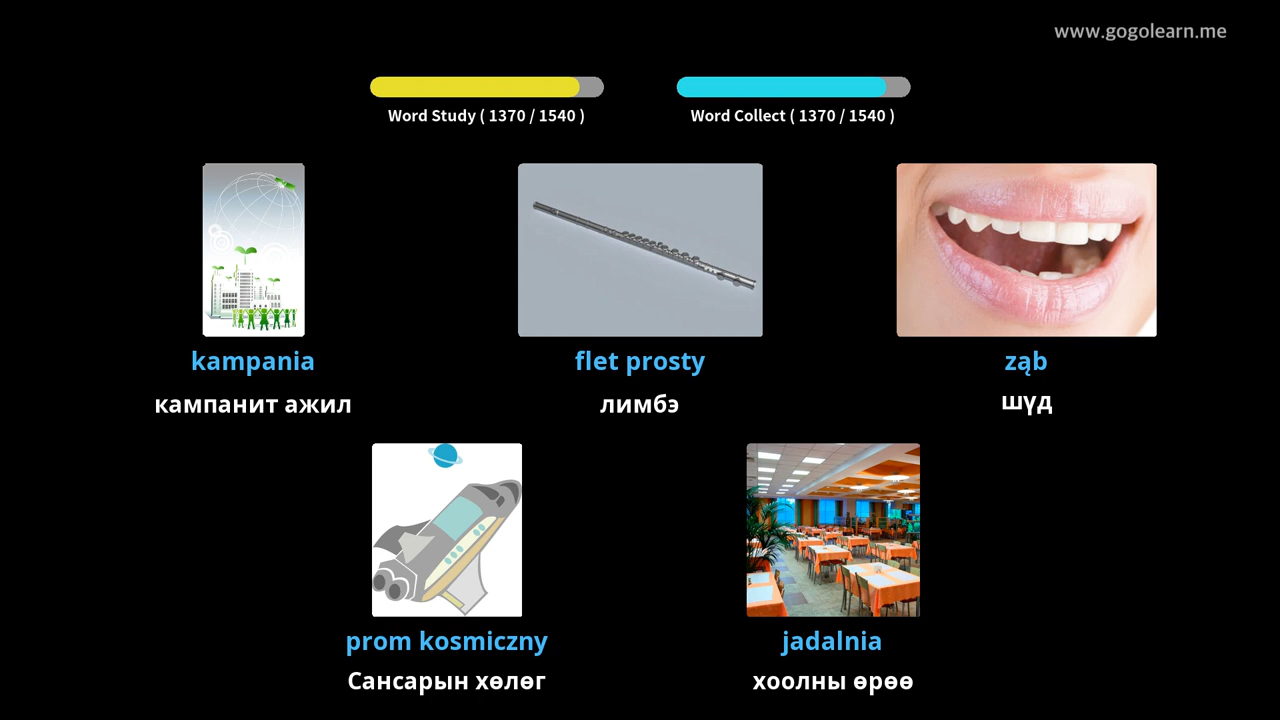 www.gogolearn.me
Word Study ( 1370 / 1540 )
Word Collect ( 1370 / 1540 )
kampania
кампанит ажил
flet prosty
лимбэ
ząb
шүд
prom kosmiczny
Сансарын хөлөг
jadalnia
хоолны өрөө